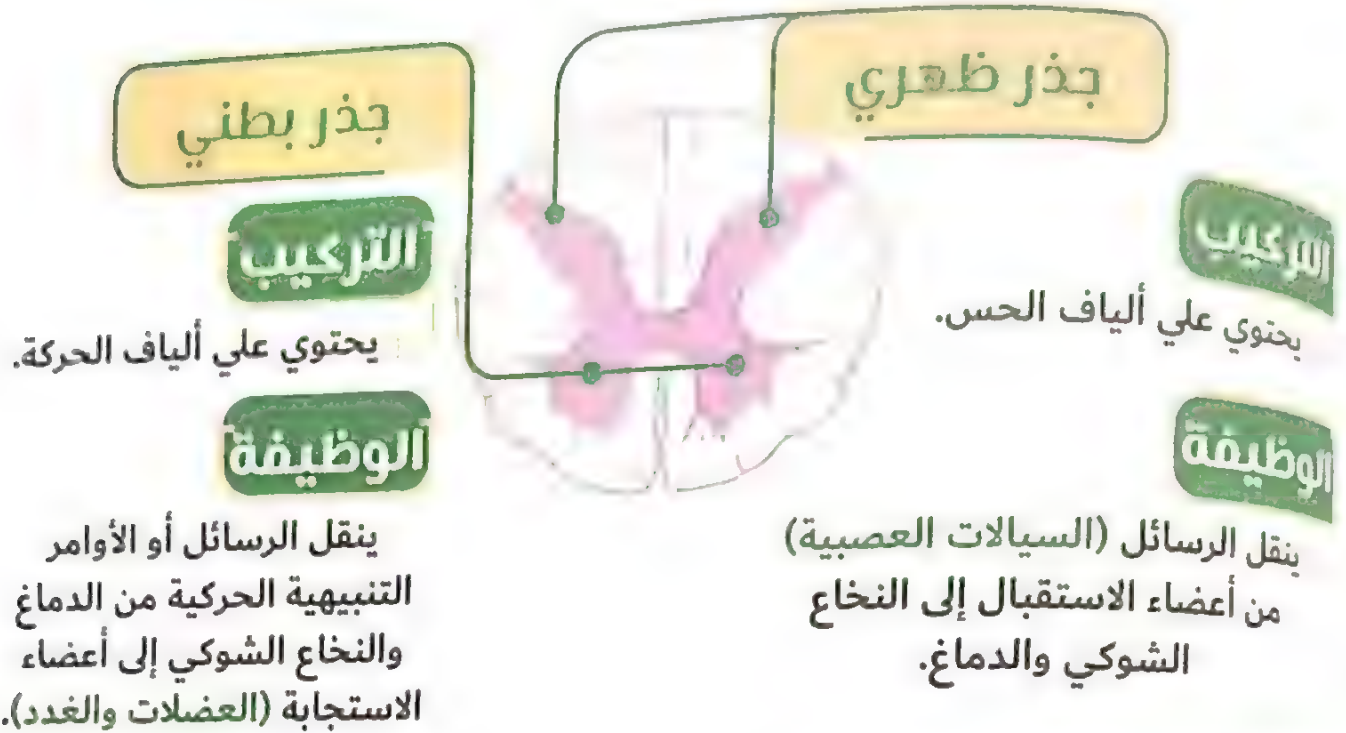 جذر ظهري
التركيب
يحتوي علي ألياف الحس.
الوظيفة
ينقل الرسائل (السيالات العصبية)
من أعضاء الاستقبال إلى النخاع
الشوكي والدماغ.
جذر بطني
التركيب
يحتوي علي ألياف الحركة.
الوظيفة
ينقل الرسائل أو الأوامر
التنبيهية الحركية من الدماغ
والنخاع الشوكي إلى أعضاء
الاستجابة (العضلات والغدد).